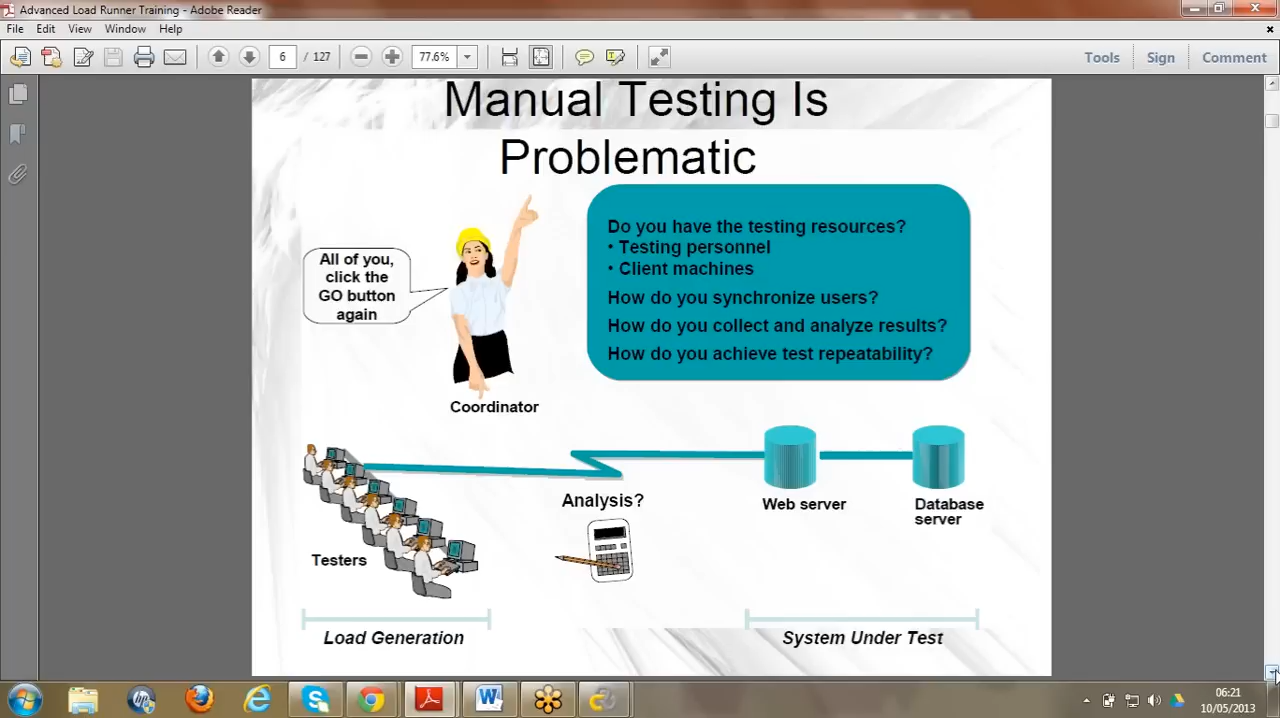 Advanced Load Runner Training - Adobe Reader
File Edit View Window Help
6 / 127 77.6% Tools Sign Comment
Manual Testing Is
Problematic
All of you,
click the
GO button
again
Do you have the testing resources?
• Testing personnel
• Client machines
How do you synchronize users?
How do you collect and analyze results?
How do you achieve test repeatability?
Coordinator
Analysis?
Web server
Database
server
Testers
Load Generation
System Under Test
06:21
10/05/2013